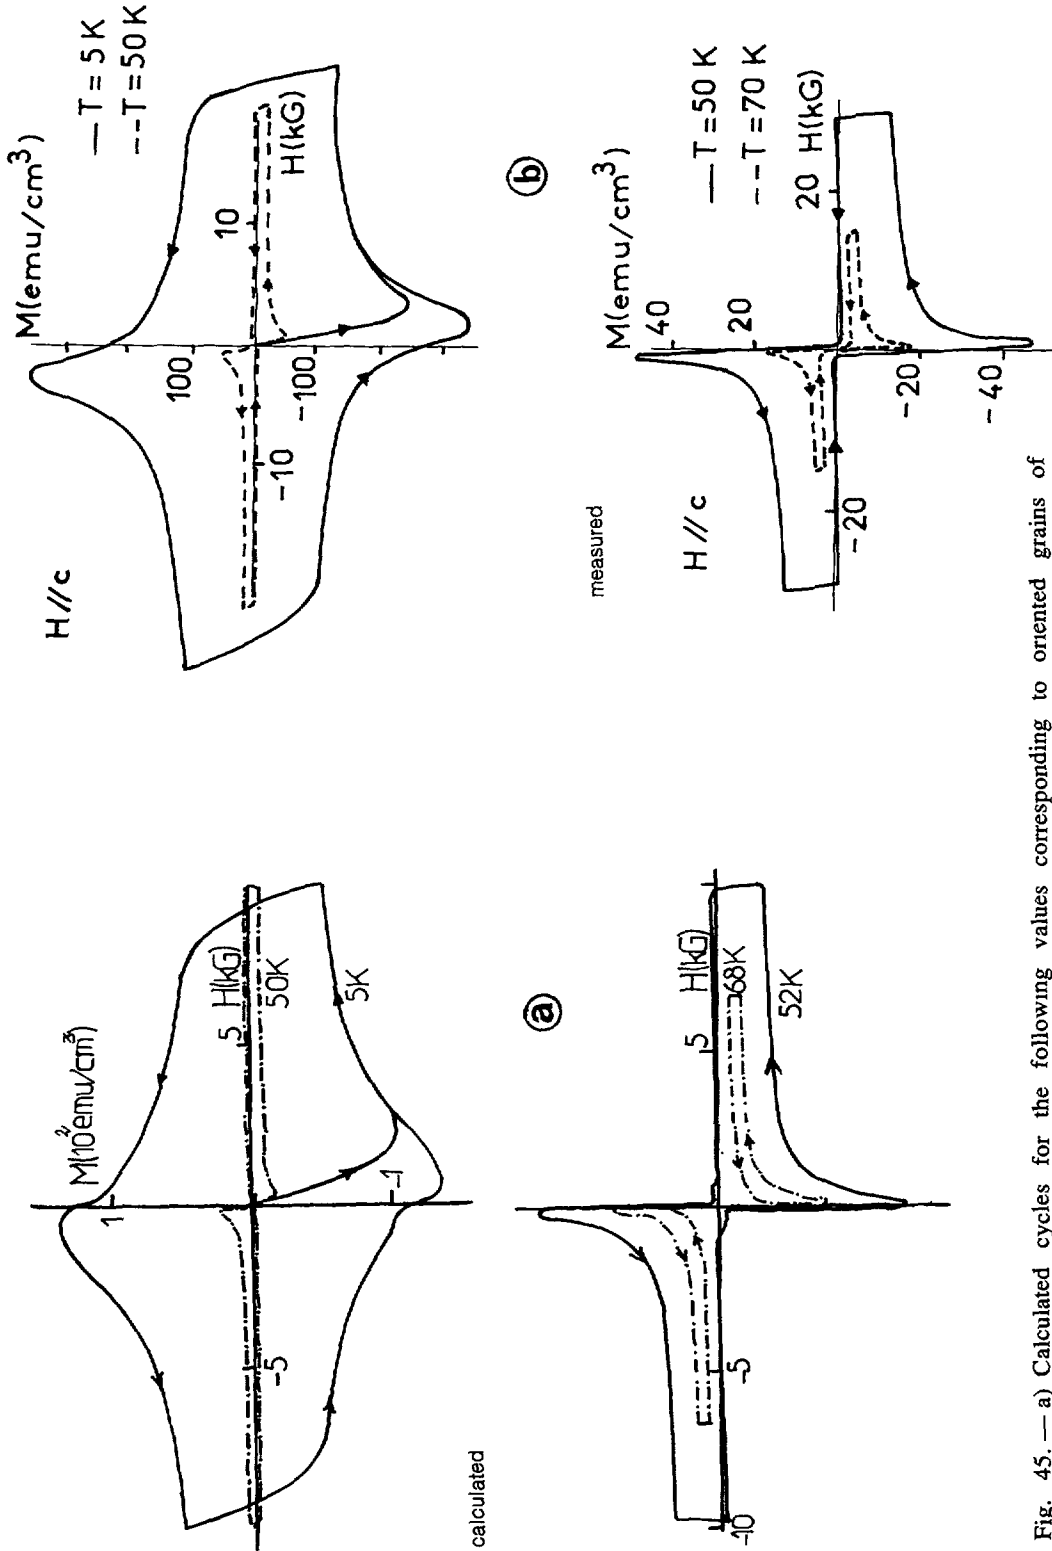 M(10² emu/cm³)
1
5
H(kG)
50K
5K
-5
-1
calculated
H(kG)
5
68K
52K
-5
-10
ⓐ
H//c
M(emu/cm³)
— T = 5 K
-- T = 50 K
100
10
H(kG)
-10
-100
ⓑ
measured
H//c
M(emu/cm³)
— T = 50 K
-- T = 70 K
40
20
20 H(kG)
-20
-20
-40
Fig. 45. — a) Calculated cycles for the following values corresponding to oriented grains of